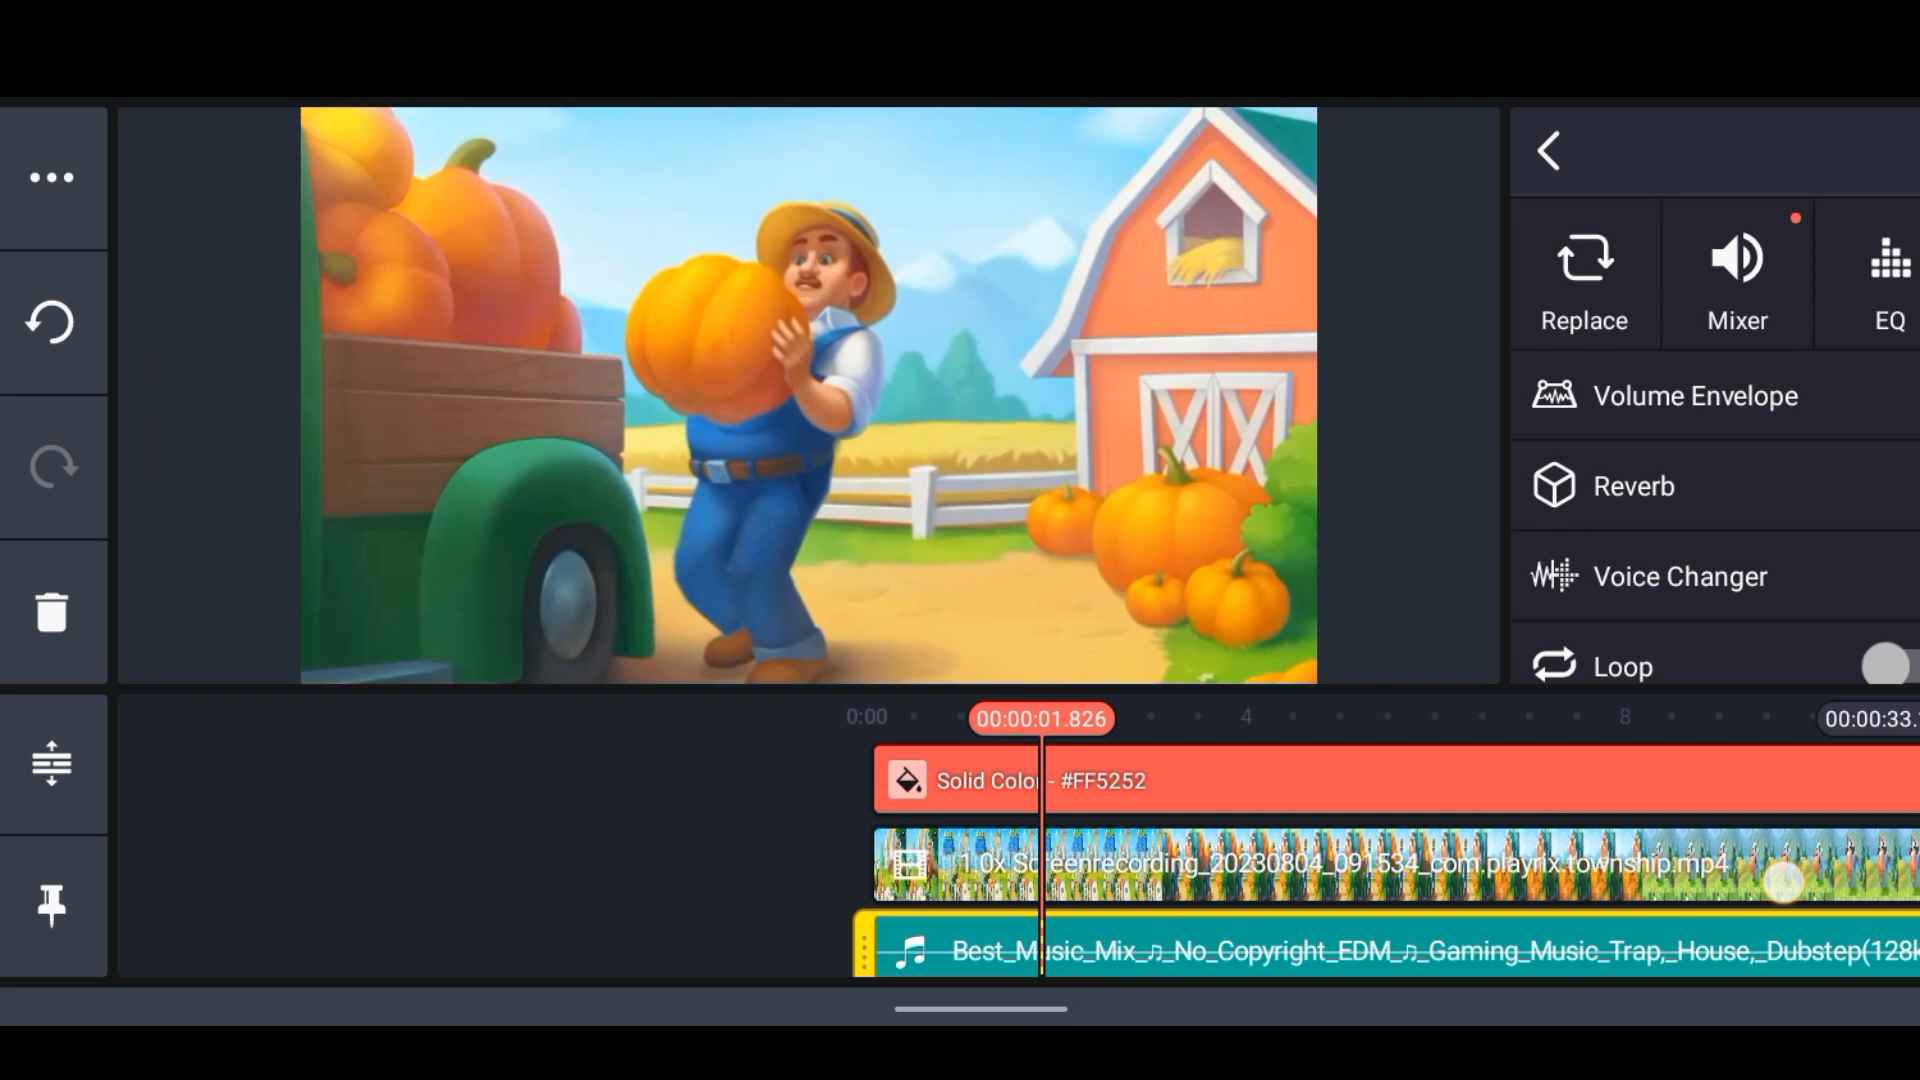 Replace
Mixer
EQ
Volume Envelope
Reverb
Voice Changer
Loop
0:00
00:00:01.826
4
8
00:00:33.
Solid Color - #FF5252
1.0x Screenrecording_20230804_091534_com.playrix.township.mp4
Best_Music_Mix_♫_No_Copyright_EDM_♫_Gaming_Music_Trap,_House,_Dubstep(128k